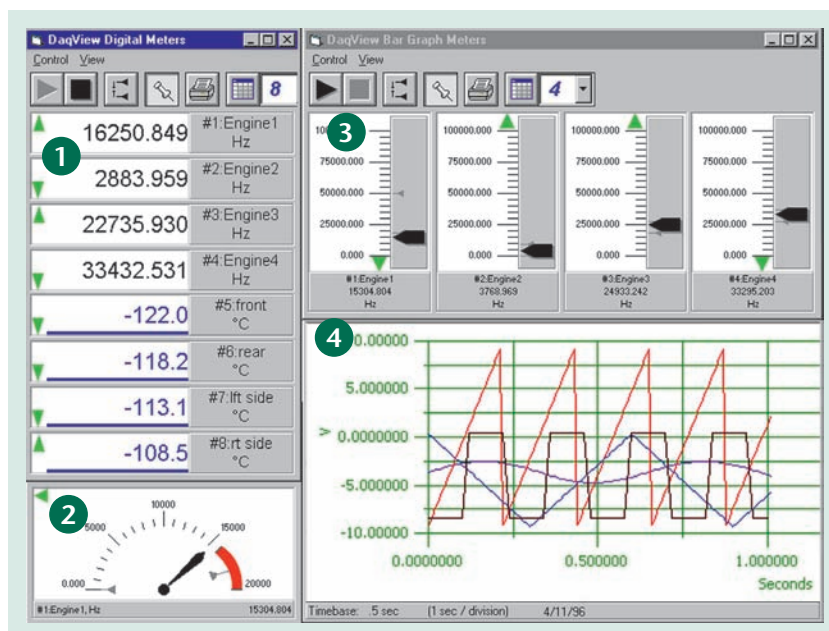 DaqView Digital Meters
Control View
8
1
16250.849
#1:Engine1
Hz
2883.959
#2:Engine2
Hz
22735.930
#3:Engine3
Hz
33432.531
#4:Engine4
Hz
-122.0
#5:front
°C
-118.2
#6:rear
°C
-113.1
#7:lft side
°C
-108.5
#8:rt side
°C
2
0.000
5000
10000
15000
20000
#1:Engine1, Hz 15304.804
DaqView Bar Graph Meters
Control View
4
3
75000.000
50000.000
25000.000
0.000
#1:Engine1
15304.804
Hz
100000.000
75000.000
50000.000
25000.000
0.000
#2:Engine2
3768.969
Hz
100000.000
75000.000
50000.000
25000.000
0.000
#3:Engine3
24933.242
Hz
100000.000
75000.000
50000.000
25000.000
0.000
#4:Engine4
33295.203
Hz
4
5.000000
V
0.0000000
-5.000000
-10.00000
0.0000000 0.500000 1.000000
Seconds
Timebase: .5 sec (1 sec / division) 4/11/96